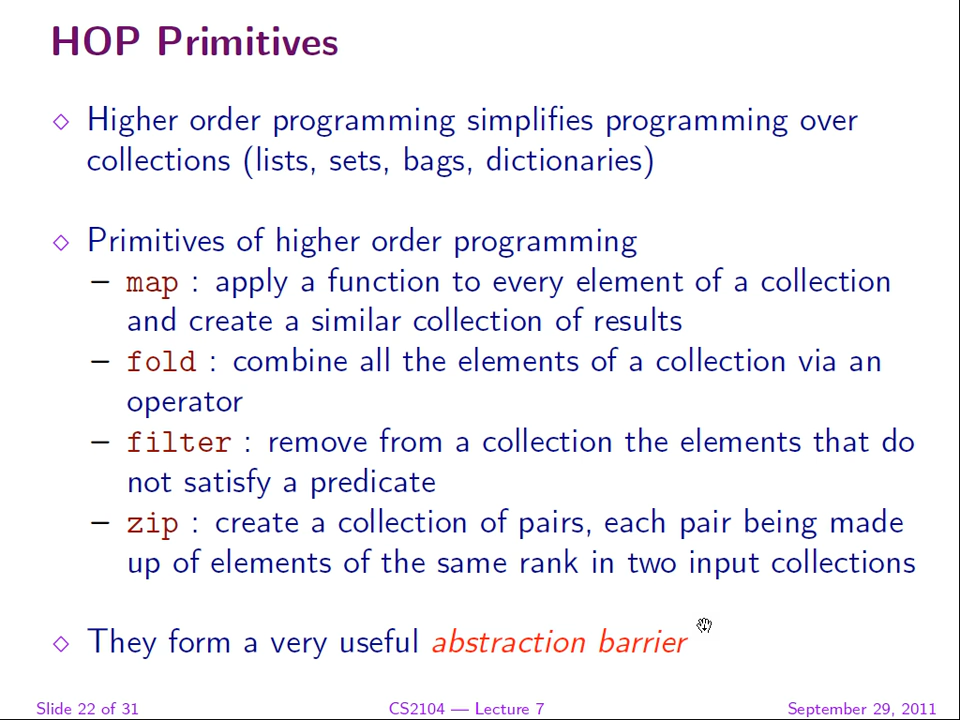 HOP Primitives
◇ Higher order programming simplifies programming over
collections (lists, sets, bags, dictionaries)
◇ Primitives of higher order programming
– map : apply a function to every element of a collection
and create a similar collection of results
– fold : combine all the elements of a collection via an
operator
– filter : remove from a collection the elements that do
not satisfy a predicate
– zip : create a collection of pairs, each pair being made
up of elements of the same rank in two input collections
◇ They form a very useful abstraction barrier
Slide 22 of 31 CS2104 — Lecture 7 September 29, 2011